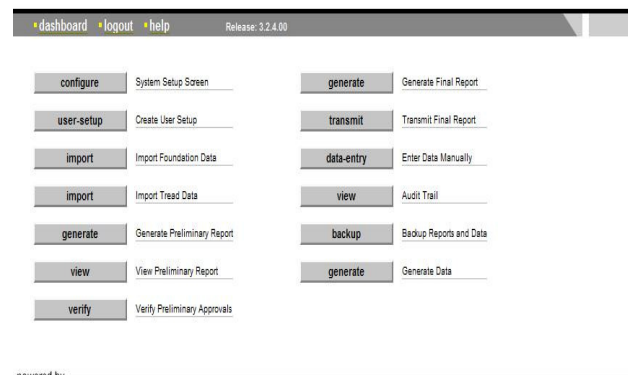 dashboard logout help Release: 3.2.4.00
configure System Setup Screen
user-setup Create User Setup
import Import Foundation Data
import Import Tread Data
generate Generate Preliminary Report
view View Preliminary Report
verify Verify Preliminary Approvals
generate Generate Final Report
transmit Transmit Final Report
data-entry Enter Data Manually
view Audit Trail
backup Backup Reports and Data
generate Generate Data
powered by